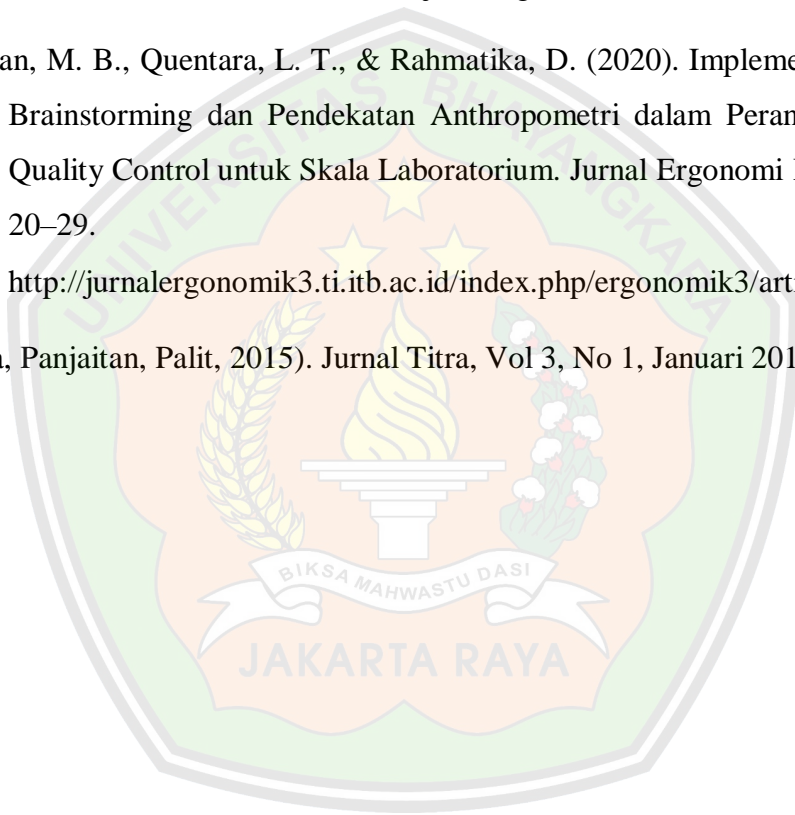 an, M. B., Quentara, L. T., & Rahmatika, D. (2020). Impleme
Brainstorming dan Pendekatan Anthropometri dalam Peran
Quality Control untuk Skala Laboratorium. Jurnal Ergonomi
20–29.
http://jurnalergonomik3.ti.itb.ac.id/index.php/ergonomik3/art
, Panjaitan, Palit, 2015). Jurnal Titra, Vol 3, No 1, Januari 201
UNIVERSITAS BHAYANGKARA
BIKSA MAHWASTU DASI
JAKARTA RAYA